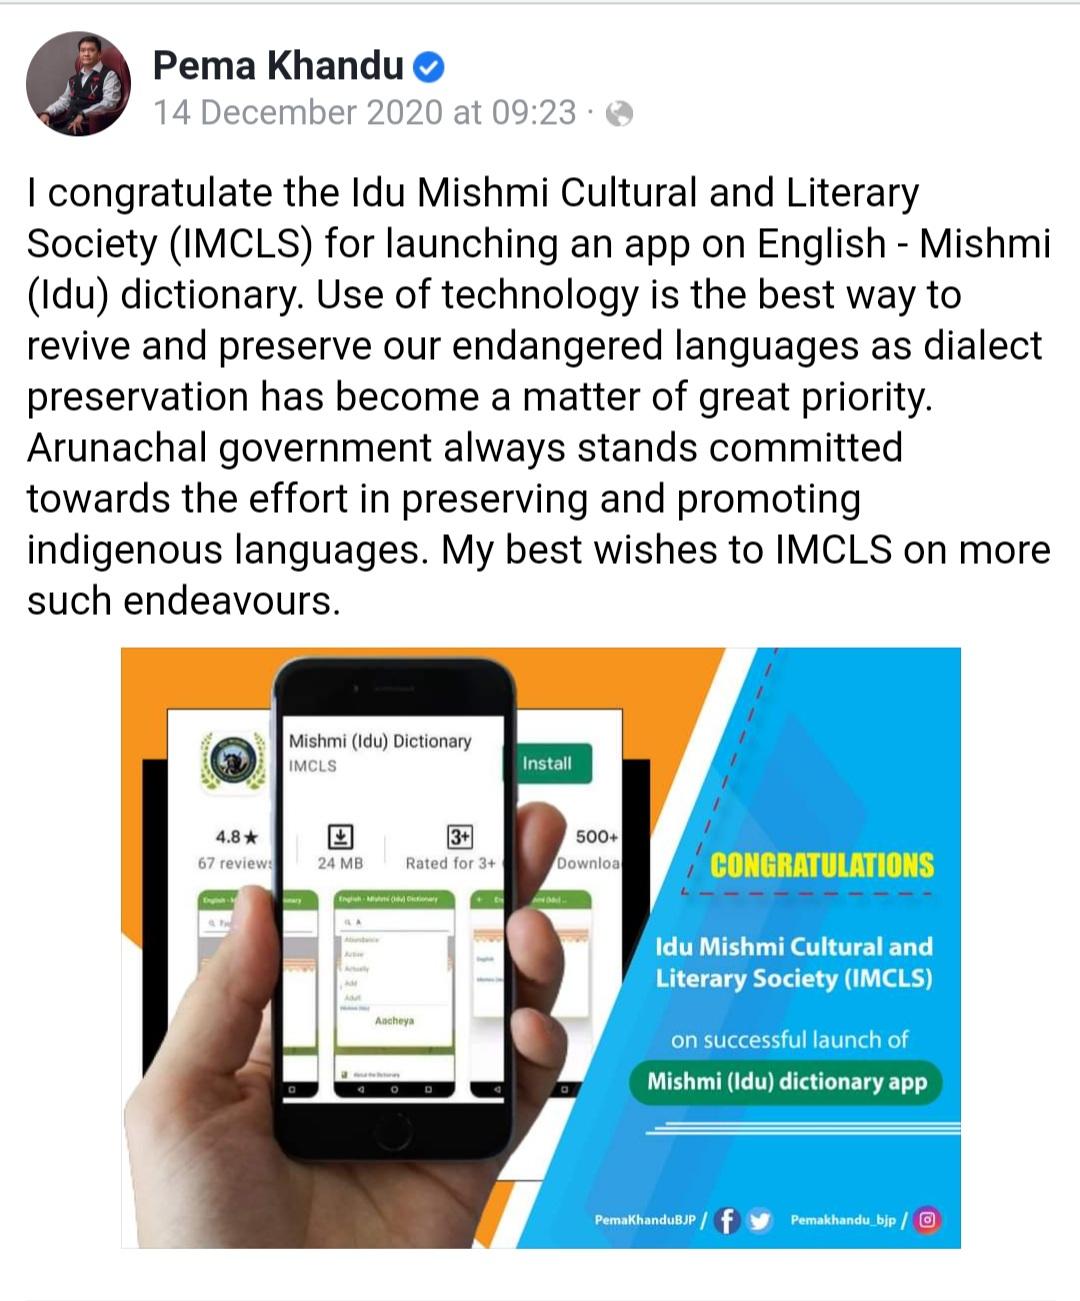 Pema Khandu
14 December 2020 at 09:23 ·
I congratulate the Idu Mishmi Cultural and Literary
Society (IMCLS) for launching an app on English - Mishmi
(Idu) dictionary. Use of technology is the best way to
revive and preserve our endangered languages as dialect
preservation has become a matter of great priority.
Arunachal government always stands committed
towards the effort in preserving and promoting
indigenous languages. My best wishes to IMCLS on more
such endeavours.
Mishmi (Idu) Dictionary
IMCLS
Install
4.8★
67 reviews
24 MB
3+
Rated for 3+
500+
Downloa
English - Mishmi (Idu) Dictionary
A
Abundance
Active
Actually
Add
Adult
Aacheya
About the Dictionary
English
CONGRATULATIONS
Idu Mishmi Cultural and
Literary Society (IMCLS)
on successful launch of
Mishmi (Idu) dictionary app
PemaKhanduBJP /
Pemakhandu_bjp /